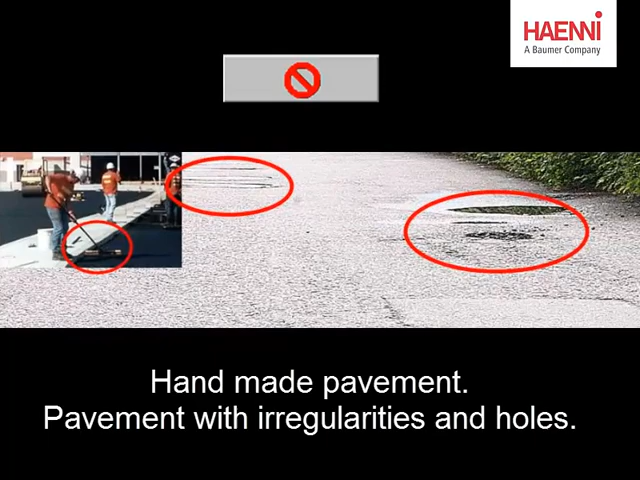 HAENNI
A Baumer Company
Hand made pavement.
Pavement with irregularities and holes.